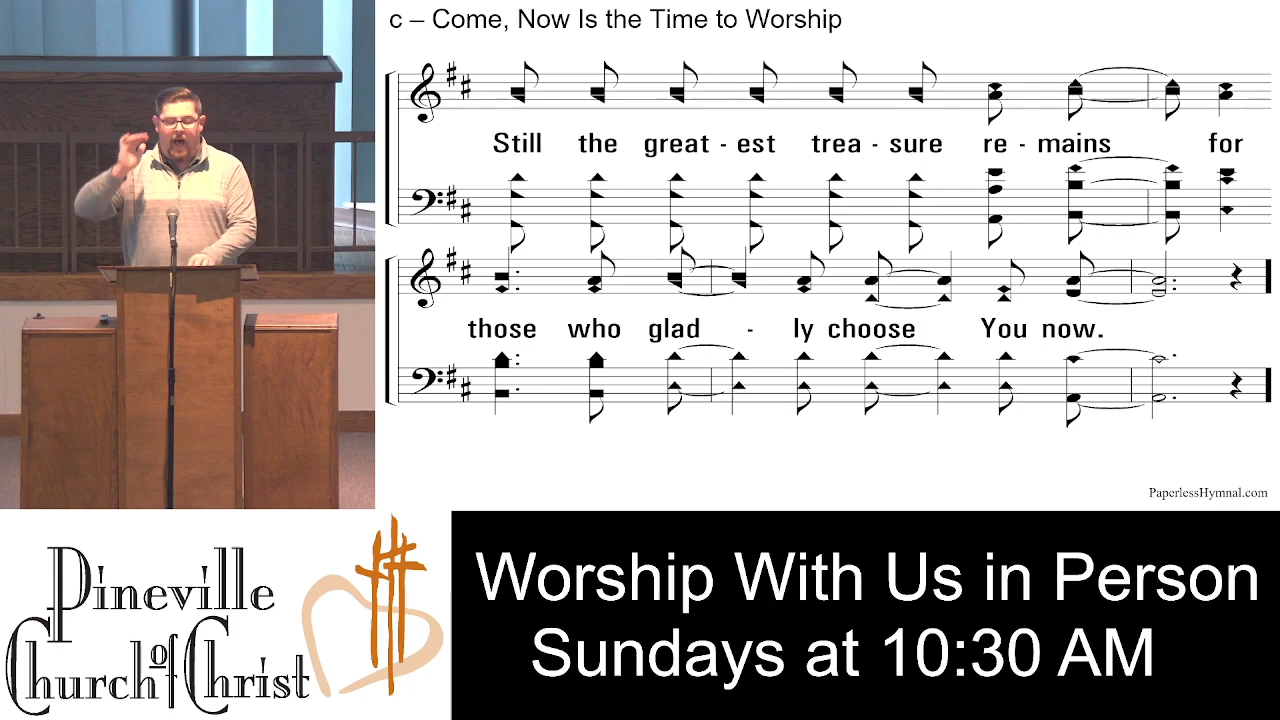 c – Come, Now Is the Time to Worship
Still the great - est trea - sure re - mains for
those who glad - ly choose You now.
PaperlessHymnal.com
Pineville
Church of Christ
Worship With Us in Person
Sundays at 10:30 AM